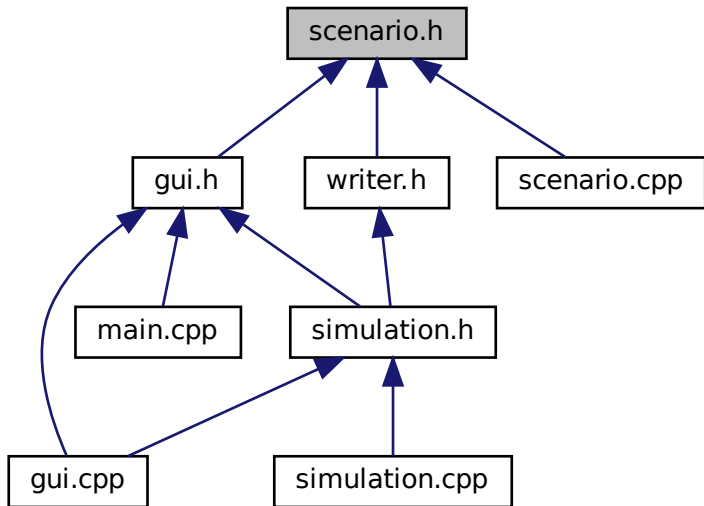 scenario.h
gui.h
writer.h
scenario.cpp
main.cpp
simulation.h
gui.cpp
simulation.cpp